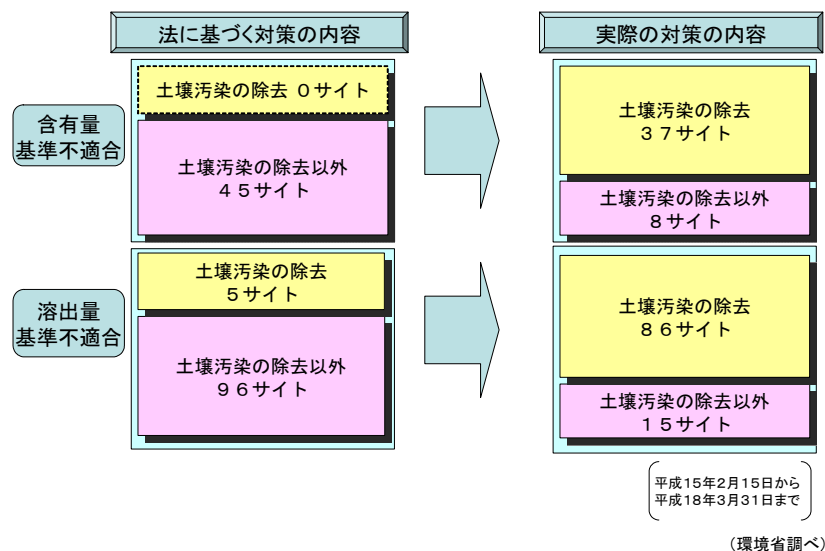 法に基づく対策の内容
実際の対策の内容
含有量
基準不適合
土壌汚染の除去 ０サイト
土壌汚染の除去以外
４５サイト
土壌汚染の除去
３７サイト
土壌汚染の除去以外
８サイト
溶出量
基準不適合
土壌汚染の除去
５サイト
土壌汚染の除去以外
９６サイト
土壌汚染の除去
８６サイト
土壌汚染の除去以外
１５サイト
平成15年2月15日から
平成18年3月31日まで
（環境省調べ）